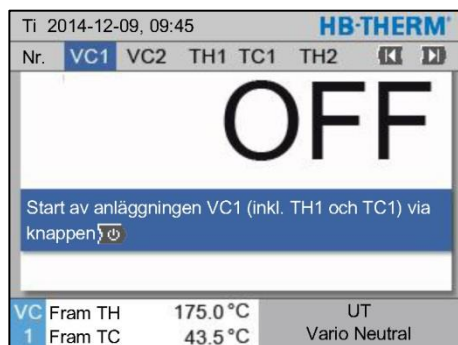 Ti 2014-12-09, 09:45 HB-THERM®
Nr. VC1 VC2 TH1 TC1 TH2
OFF
Start av anläggningen VC1 (inkl. TH1 och TC1) via
knappen
VC Fram TH 175.0 °C UT
1 Fram TC 43.5 °C Vario Neutral